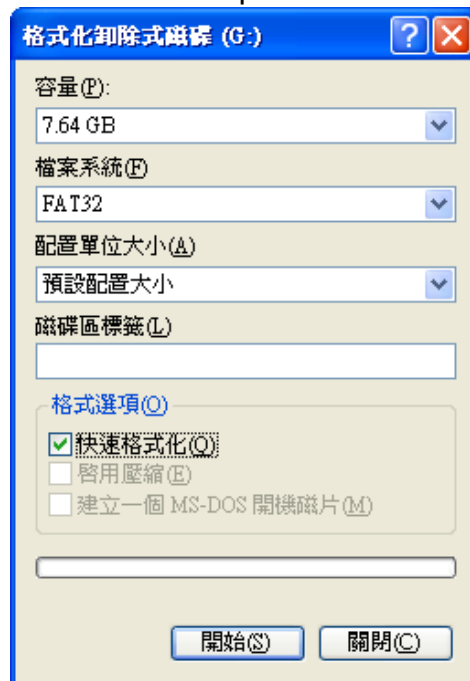 格式化卸除式磁碟 (G:)
容量(P):
7.64 GB
檔案系統(F)
FAT32
配置單位大小(A)
預設配置大小
磁碟區標籤(L)
格式選項(O)
快速格式化(Q)
啓用壓縮(E)
建立一個 MS-DOS 開機磁片(M)
開始(S)
關閉(C)